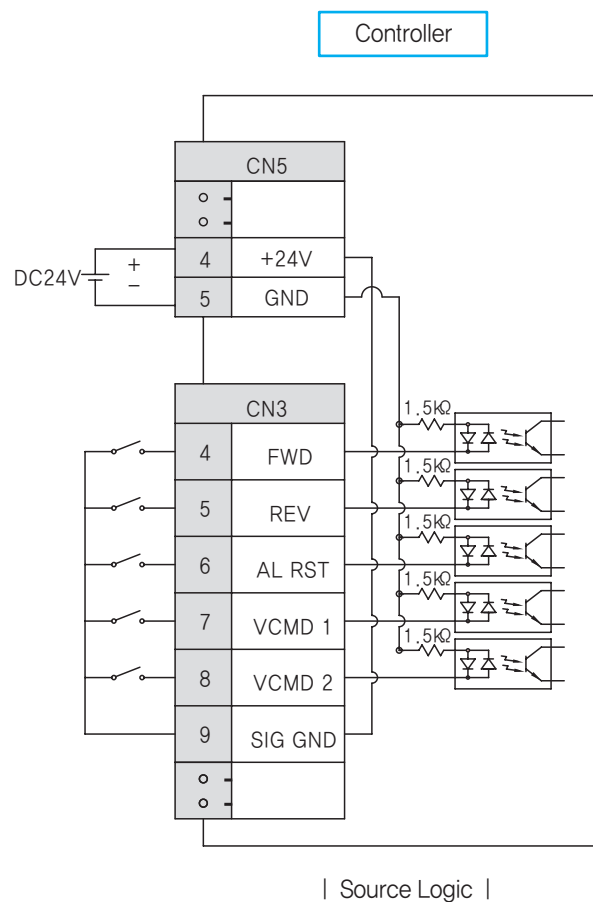 Controller
CN5
DC24V
+
−
4 +24V
5 GND
CN3
4 FWD
5 REV
6 AL RST
7 VCMD 1
8 VCMD 2
9 SIG GND
1.5kΩ
1.5kΩ
1.5kΩ
1.5kΩ
1.5kΩ
| Source Logic |